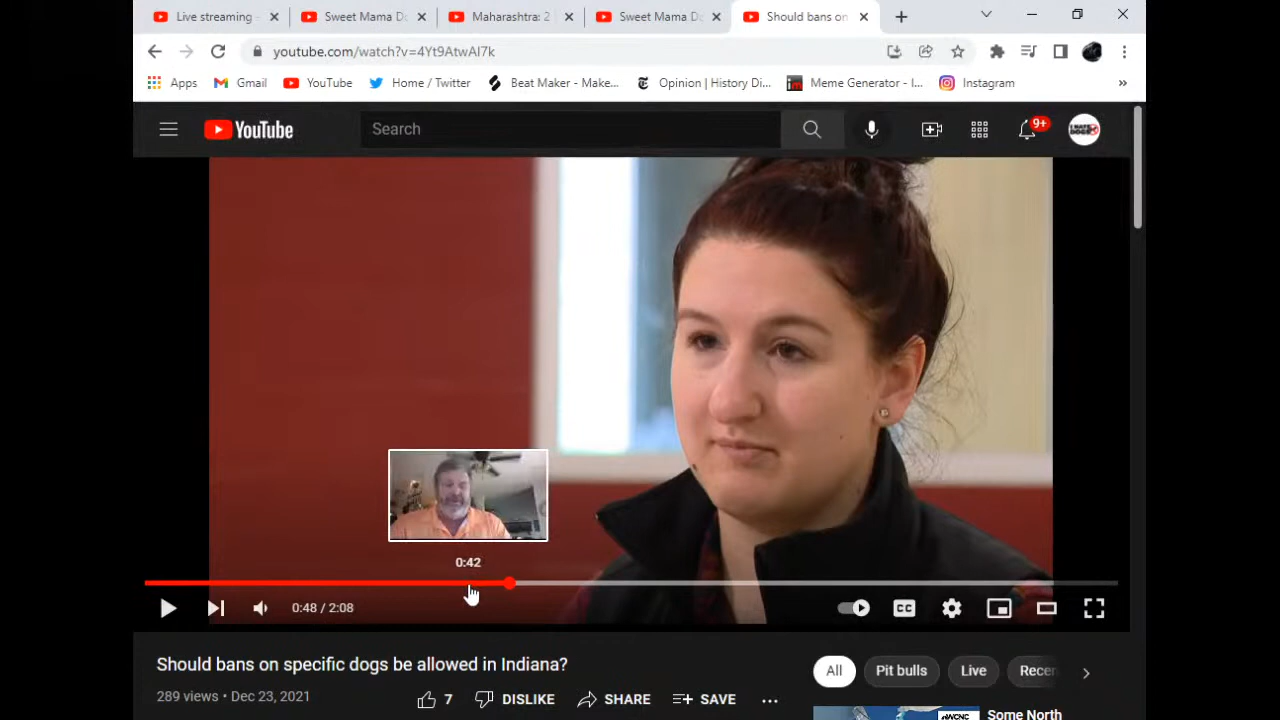 Live streaming
Sweet Mama D
Maharashtra: 2
Sweet Mama D
Should bans on
youtube.com/watch?v=4Yt9AtwAl7k
Apps
Gmail
YouTube
Home / Twitter
Beat Maker - Make...
Opinion | History Di...
Meme Generator - I...
Instagram
»
YouTube
Search
9+
0:42
0:48 / 2:08
CC
Should bans on specific dogs be allowed in Indiana?
289 views • Dec 23, 2021
7
DISLIKE
SHARE
SAVE
All
Pit bulls
Live
Recen
WCNC
Some North